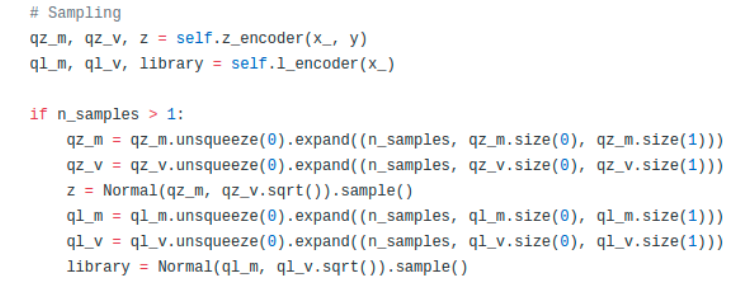 # Sampling
qz_m, qz_v, z = self.z_encoder(x_, y)
ql_m, ql_v, library = self.l_encoder(x_)

if n_samples > 1:
    qz_m = qz_m.unsqueeze(0).expand((n_samples, qz_m.size(0), qz_m.size(1)))
    qz_v = qz_v.unsqueeze(0).expand((n_samples, qz_v.size(0), qz_v.size(1)))
    z = Normal(qz_m, qz_v.sqrt()).sample()
    ql_m = ql_m.unsqueeze(0).expand((n_samples, ql_m.size(0), ql_m.size(1)))
    ql_v = ql_v.unsqueeze(0).expand((n_samples, ql_v.size(0), ql_v.size(1)))
    library = Normal(ql_m, ql_v.sqrt()).sample()